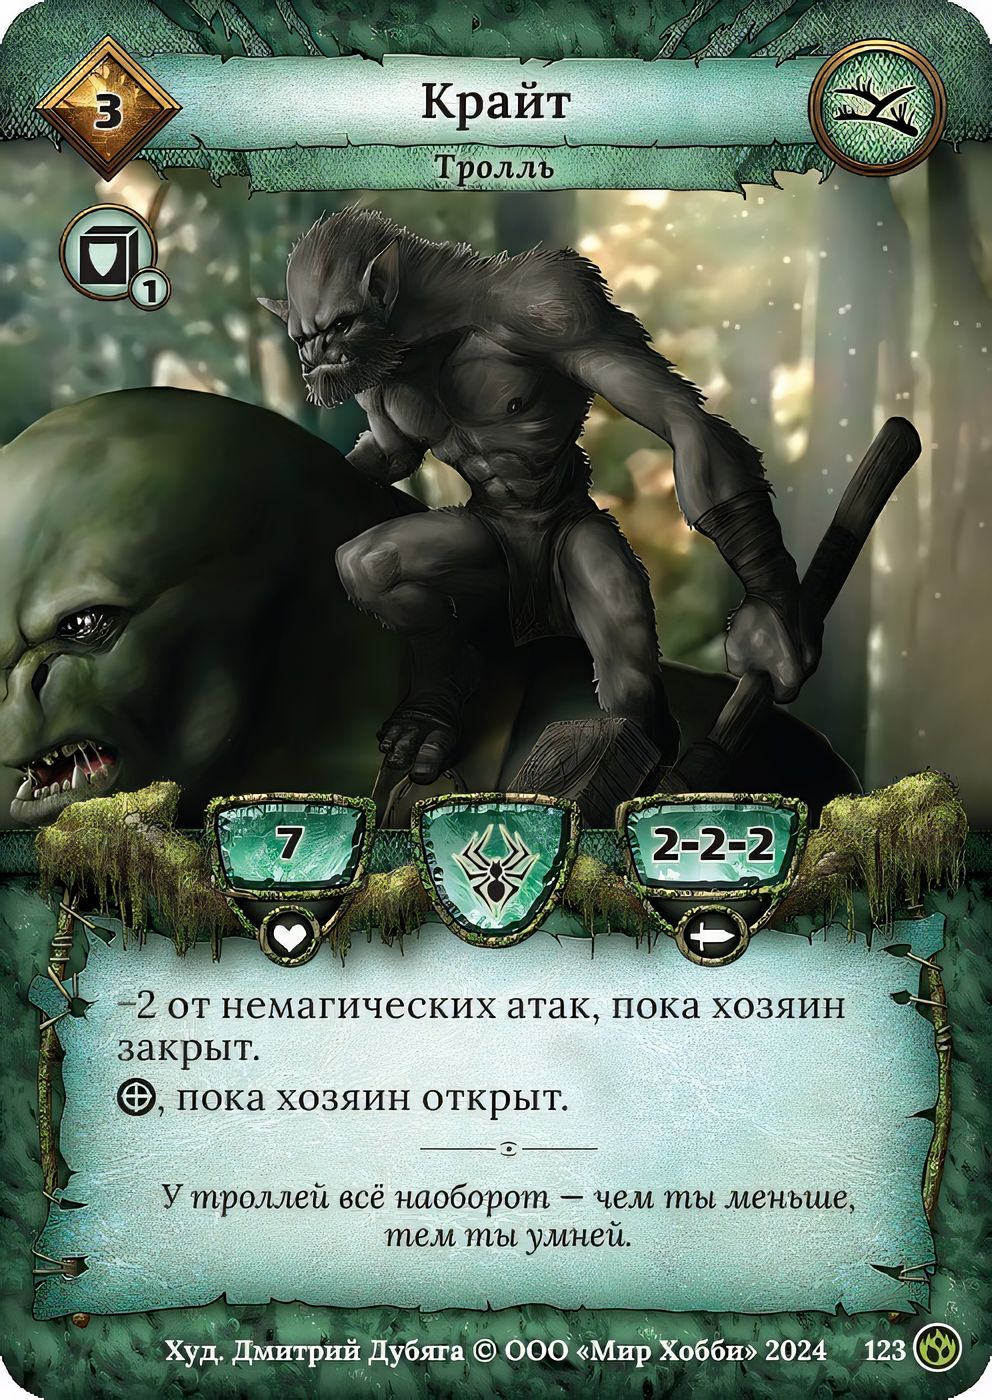 3
Крайт
Тролль
1
7
2-2-2
–2 от немагических атак, пока хозяин
закрыт.
, пока хозяин открыт.
У троллей всё наоборот — чем ты меньше,
тем ты умней.
Худ. Дмитрий Дубяга © ООО «Мир Хобби» 2024 123